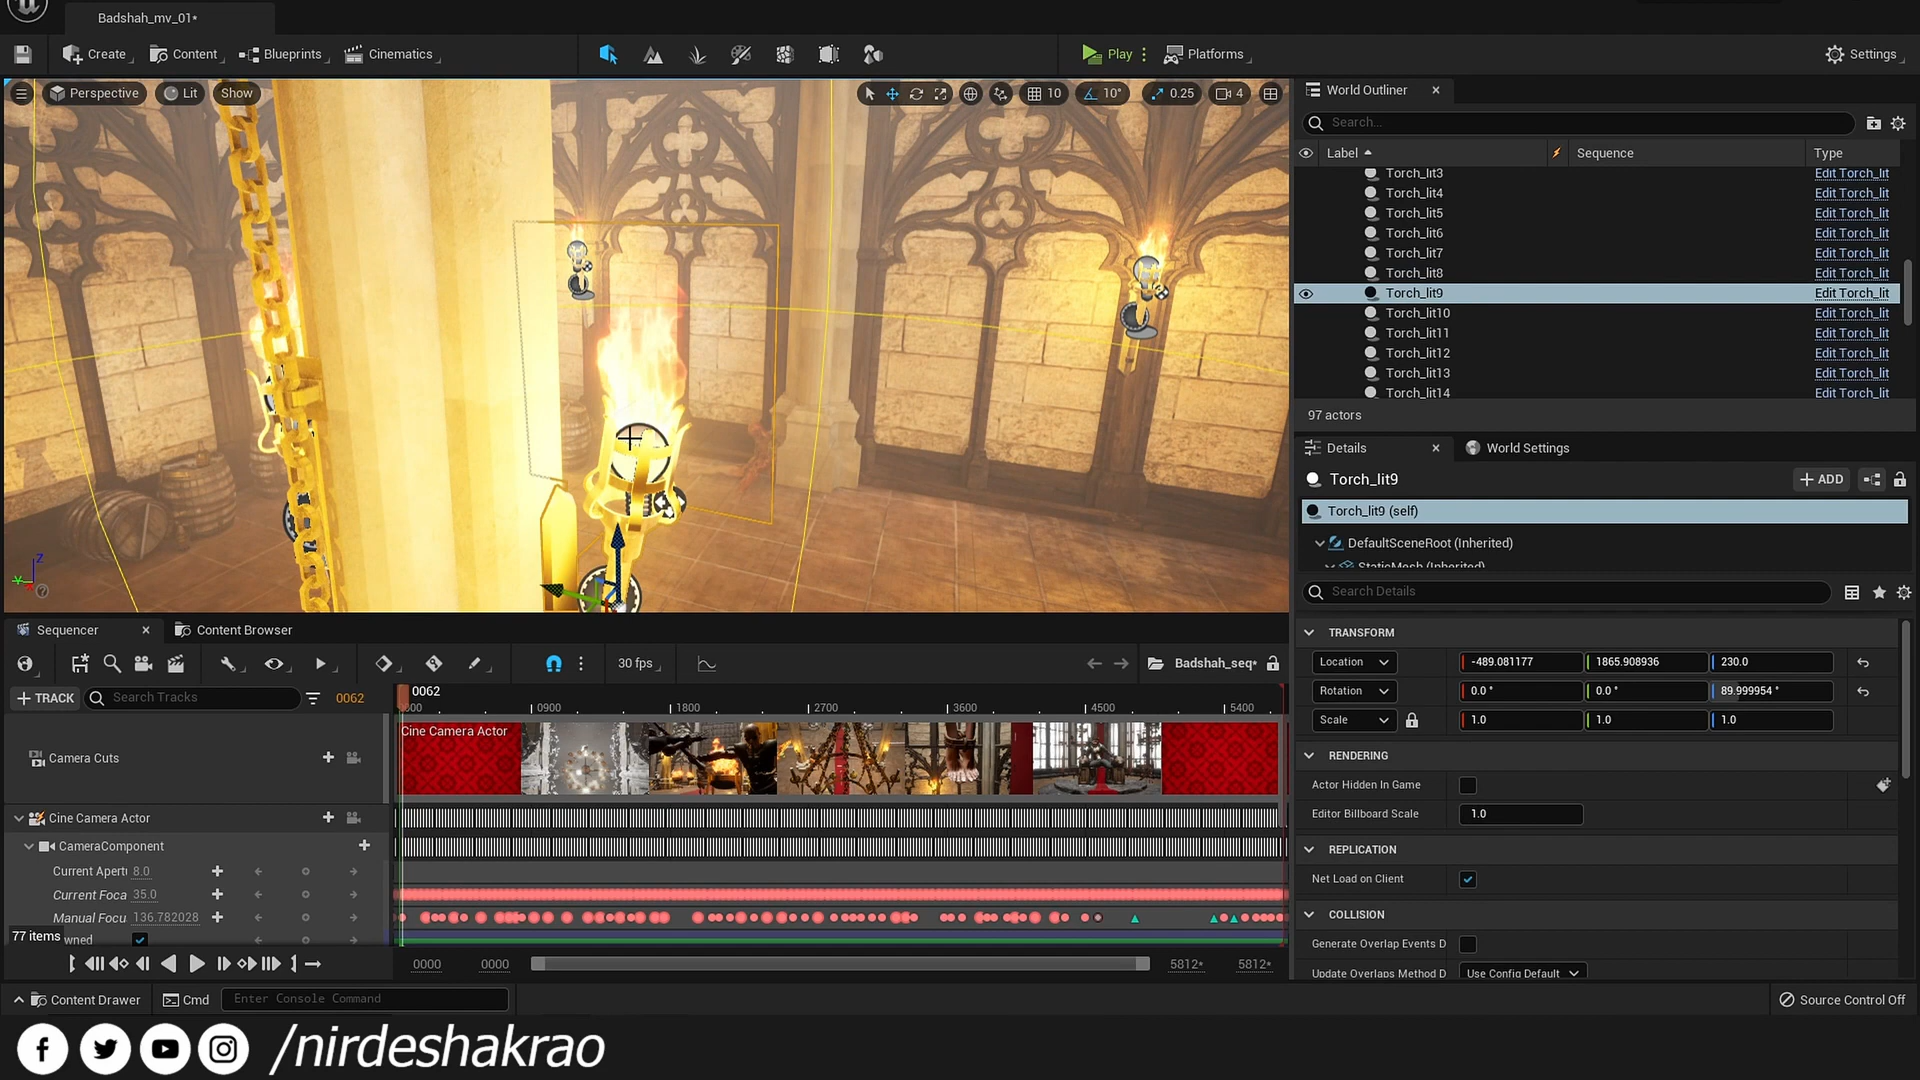 Badshah_mv_01*
Create
Content
Blueprints
Cinematics
Play
Platforms
Settings
Perspective
Lit
Show
10
10°
0.25
4
World Outliner
Search...
Label
Sequence
Type
Torch_lit3 Edit Torch_lit
Torch_lit4 Edit Torch_lit
Torch_lit5 Edit Torch_lit
Torch_lit6 Edit Torch_lit
Torch_lit7 Edit Torch_lit
Torch_lit8 Edit Torch_lit
Torch_lit9 Edit Torch_lit
Torch_lit10 Edit Torch_lit
Torch_lit11 Edit Torch_lit
Torch_lit12 Edit Torch_lit
Torch_lit13 Edit Torch_lit
Torch_lit14 Edit Torch_lit
97 actors
Details
World Settings
Torch_lit9
+ ADD
Torch_lit9 (self)
DefaultSceneRoot (Inherited)
StaticMesh (Inherited)
Search Details
TRANSFORM
Location -489.081177 1865.908936 230.0
Rotation 0.0 ° 0.0 ° 89.999954 °
Scale 1.0 1.0 1.0
RENDERING
Actor Hidden In Game
Editor Billboard Scale 1.0
REPLICATION
Net Load on Client
COLLISION
Generate Overlap Events D
Update Overlaps Method D Use Config Default
Z
Y
Sequencer
Content Browser
30 fps
Badshah_seq*
+ TRACK
Search Tracks
0062
0062
000 0900 1800 2700 3600 4500 5400
Camera Cuts
Cine Camera Actor
Cine Camera Actor
CameraComponent
Current Apert 8.0
Current Foca 35.0
Manual Focu 136.782028
77 items
wned
0000 0000 5812* 5812*
Content Drawer
Cmd
Enter Console Command
Source Control Off
/nirdeshakrao